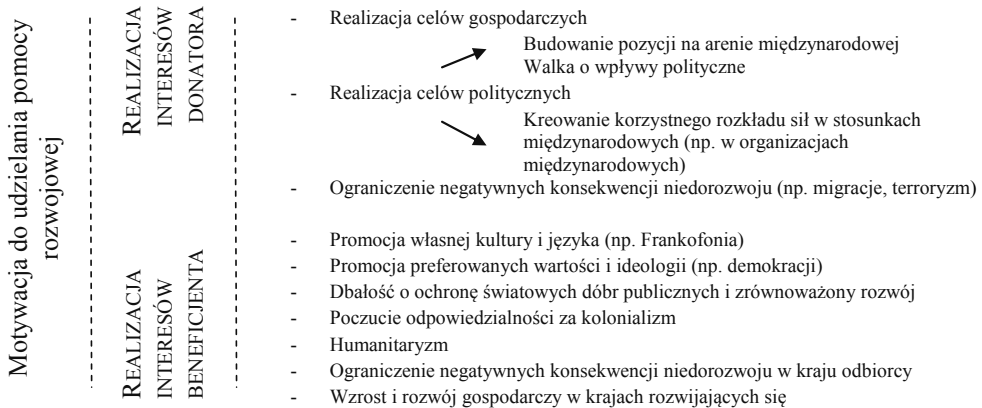 Motywacja do udzielania pomocy
rozwojowej
REALIZACJA
INTERESÓW
DONATORA
- Realizacja celów gospodarczych
Budowanie pozycji na arenie międzynarodowej
Walka o wpływy polityczne
- Realizacja celów politycznych
Kreowanie korzystnego rozkładu sił w stosunkach
międzynarodowych (np. w organizacjach
międzynarodowych)
- Ograniczenie negatywnych konsekwencji niedorozwoju (np. migracje, terroryzm)
REALIZACJA
INTERESÓW
BENEFICJENTA
- Promocja własnej kultury i języka (np. Frankofonia)
- Promocja preferowanych wartości i ideologii (np. demokracji)
- Dbałość o ochronę światowych dóbr publicznych i zrównoważony rozwój
- Poczucie odpowiedzialności za kolonializm
- Humanitaryzm
- Ograniczenie negatywnych konsekwencji niedorozwoju w kraju odbiorcy
- Wzrost i rozwój gospodarczy w krajach rozwijających się